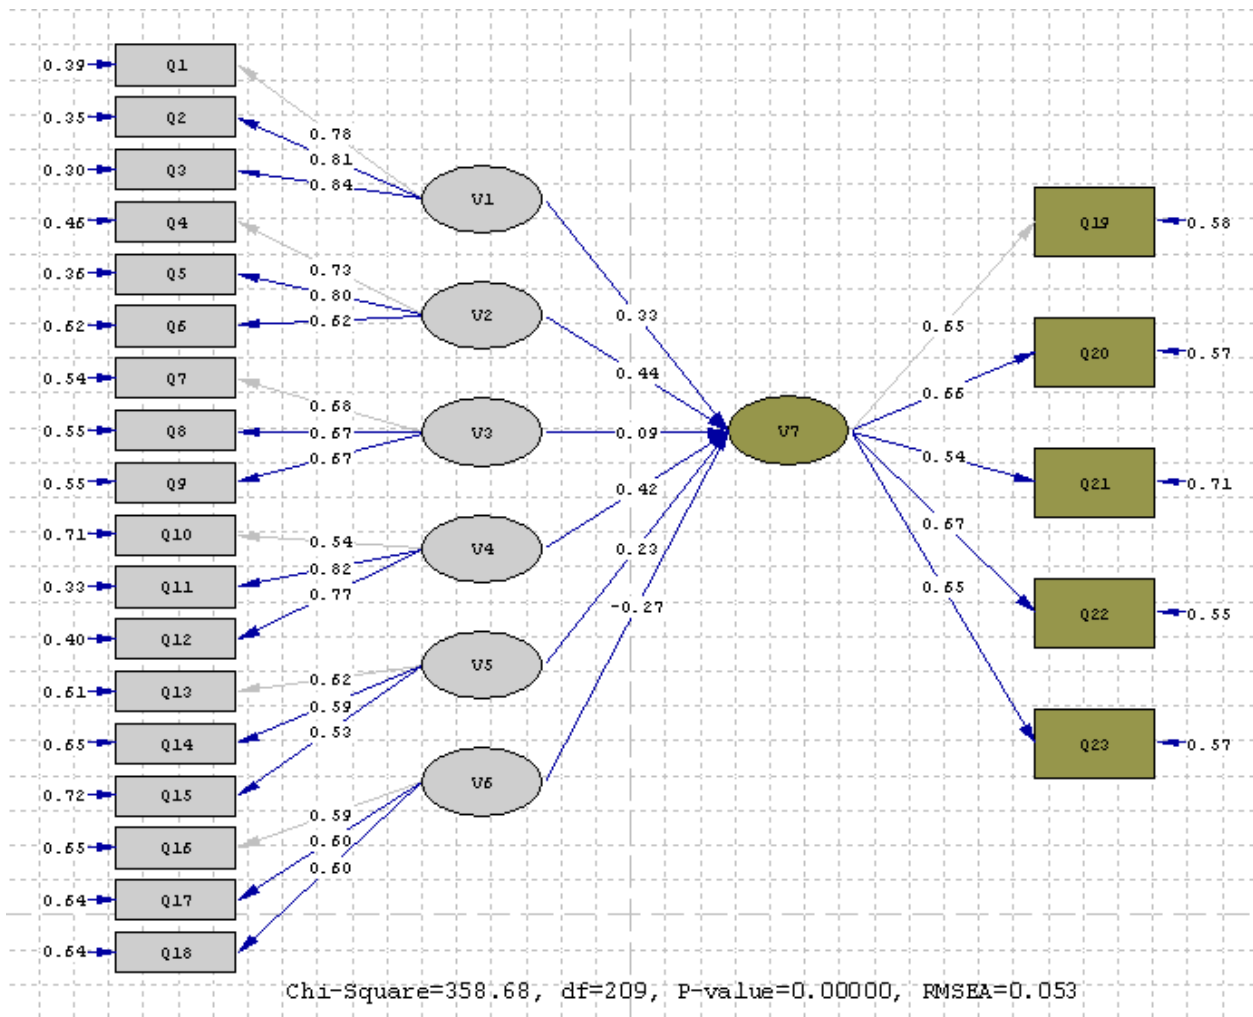 0.39 Q1
0.35 Q2
0.30 Q3
0.46 Q4
0.36 Q5
0.62 Q6
0.54 Q7
0.55 Q8
0.55 Q9
0.71 Q10
0.33 Q11
0.40 Q12
0.61 Q13
0.65 Q14
0.72 Q15
0.65 Q16
0.64 Q17
0.64 Q18
0.78
0.81
0.84
0.73
0.80
0.62
0.68
0.67
0.67
0.54
0.82
0.77
0.62
0.59
0.53
0.59
0.60
0.60
V1
V2
V3
V4
V5
V6
0.33
0.44
0.09
0.42
0.23
-0.27
V7
0.65
0.66
0.54
0.67
0.65
Q19 0.58
Q20 0.57
Q21 0.71
Q22 0.55
Q23 0.57
Chi-Square=358.68, df=209, P-value=0.00000, RMSEA=0.053